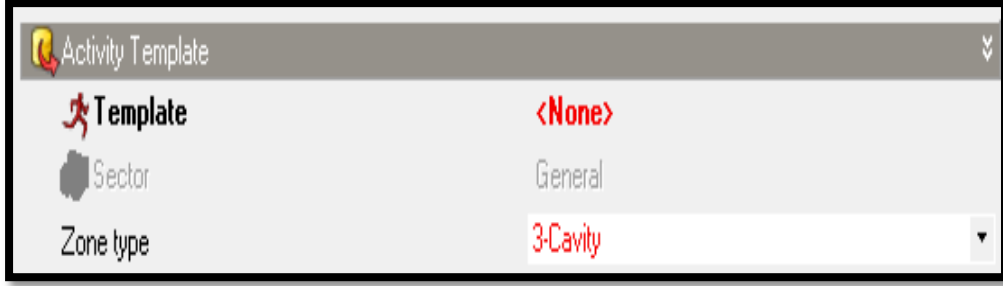 Activity Template
Template <None>
Sector General
Zone type 3-Cavity